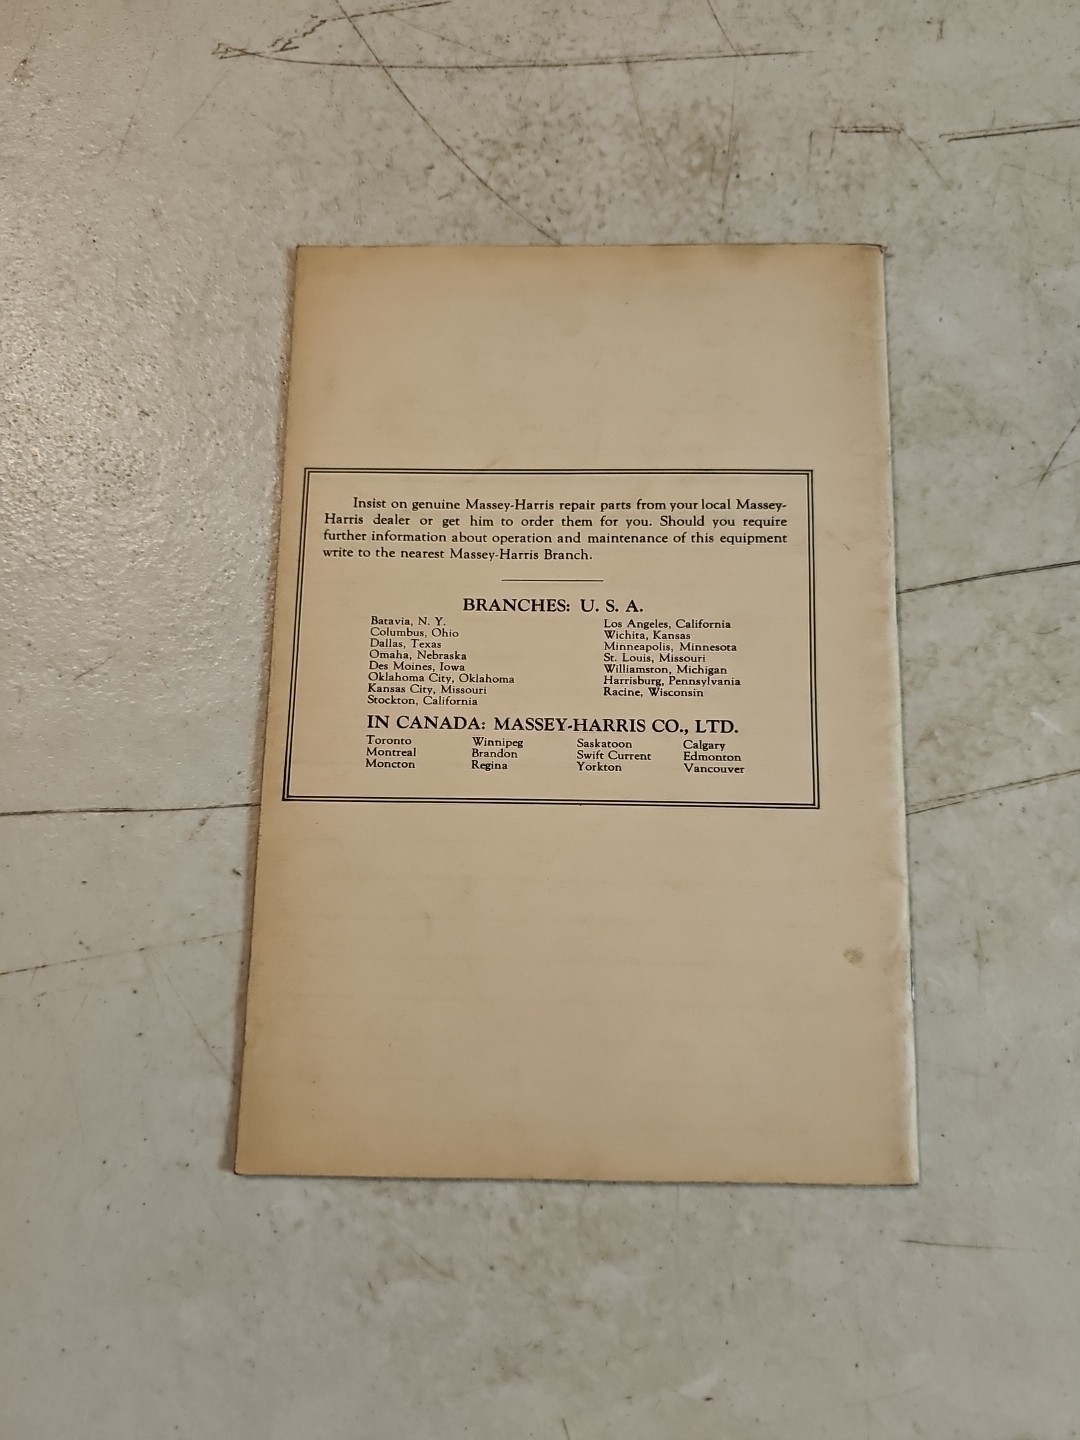 Insist on genuine Massey-Harris repair parts from your local Massey-
Harris dealer or get him to order them for you. Should you require
further information about operation and maintenance of this equipment
write to the nearest Massey-Harris Branch.
BRANCHES: U. S. A.
Batavia, N. Y.
Columbus, Ohio
Dallas, Texas
Omaha, Nebraska
Des Moines, Iowa
Oklahoma City, Oklahoma
Kansas City, Missouri
Stockton, California
Los Angeles, California
Wichita, Kansas
Minneapolis, Minnesota
St. Louis, Missouri
Williamston, Michigan
Harrisburg, Pennsylvania
Racine, Wisconsin
IN CANADA: MASSEY-HARRIS CO., LTD.
Toronto
Montreal
Moncton
Winnipeg
Brandon
Regina
Saskatoon
Swift Current
Yorkton
Calgary
Edmonton
Vancouver